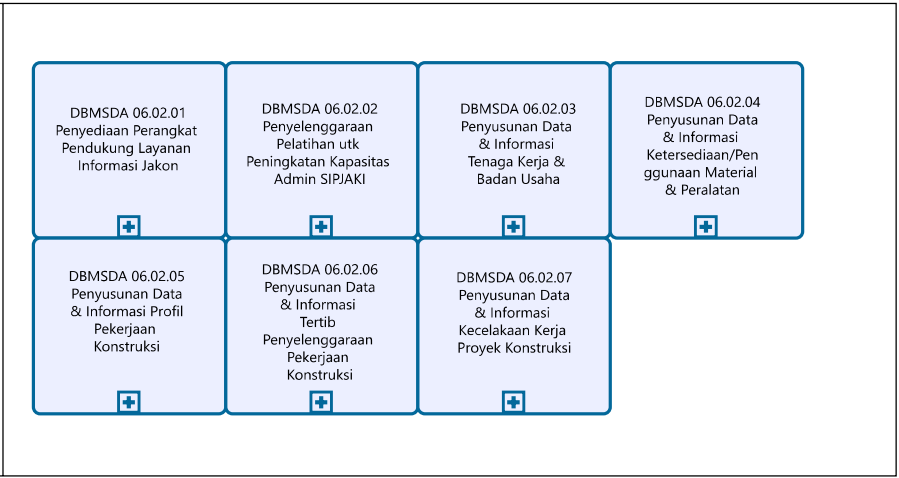 DBMSDA 06.02.01
Penyediaan Perangkat
Pendukung Layanan
Informasi Jakon
DBMSDA 06.02.02
Penyelenggaraan
Pelatihan utk
Peningkatan Kapasitas
Admin SIPJAKI
DBMSDA 06.02.03
Penyusunan Data
& Informasi
Tenaga Kerja &
Badan Usaha
DBMSDA 06.02.04
Penyusunan Data
& Informasi
Ketersediaan/Pen
ggunaan Material
& Peralatan
DBMSDA 06.02.05
Penyusunan Data
& Informasi Profil
Pekerjaan
Konstruksi
DBMSDA 06.02.06
Penyusunan Data
& Informasi
Tertib
Penyelenggaraan
Pekerjaan
Konstruksi
DBMSDA 06.02.07
Penyusunan Data
& Informasi
Kecelakaan Kerja
Proyek Konstruksi